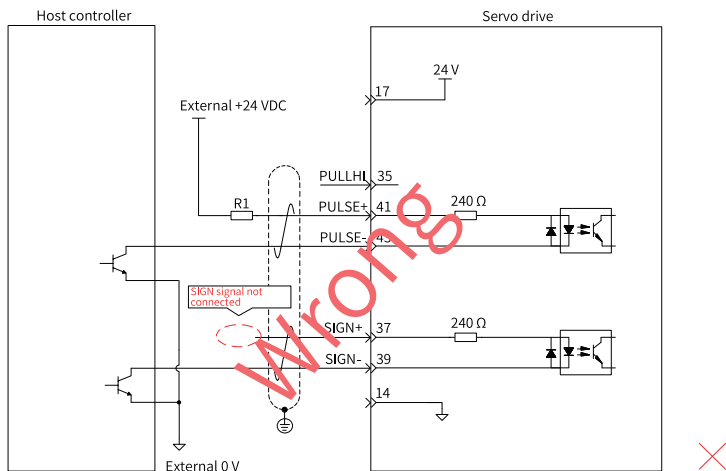 Host controller
Servo drive
24 V
17
External +24 VDC
PULLHI 35
R1
PULSE+ 41
240 Ω
PULSE- 43
SIGN signal not
connected
SIGN+ 37
240 Ω
SIGN- 39
14
External 0 V
Wrong